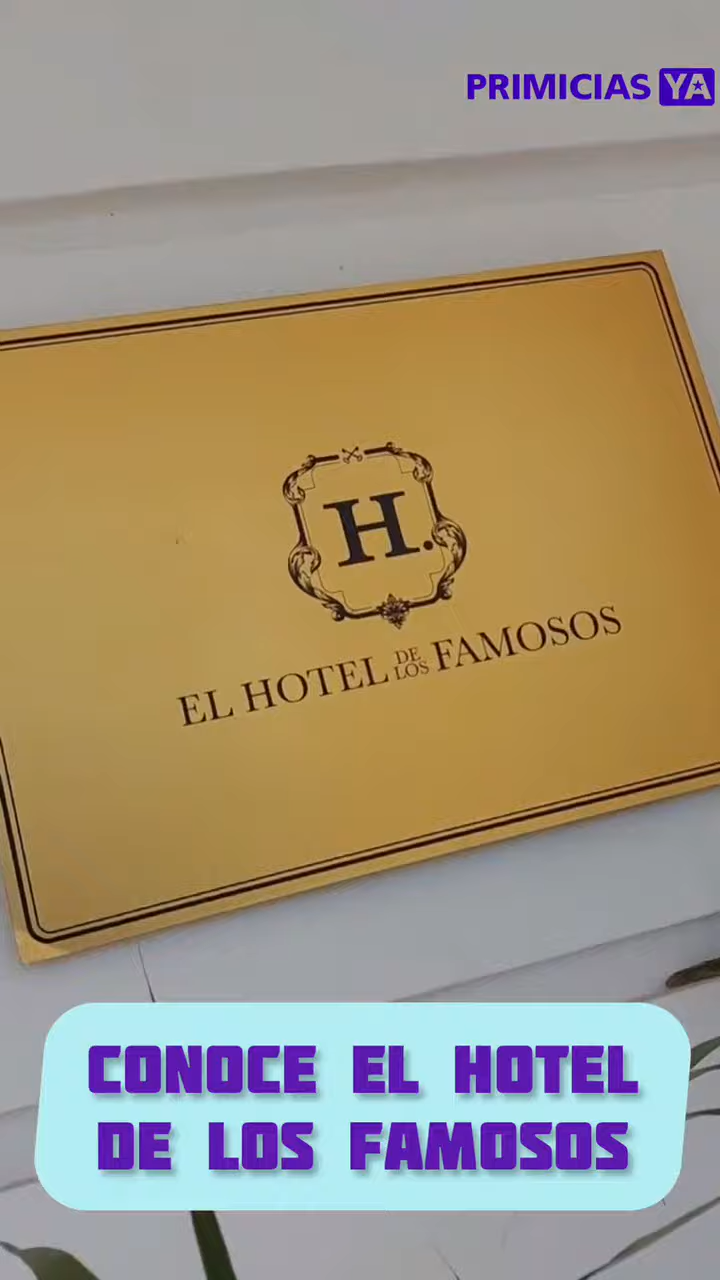 PRIMICIAS YA
H.
EL HOTEL DE LOS FAMOSOS
CONOCE EL HOTEL
DE LOS FAMOSOS